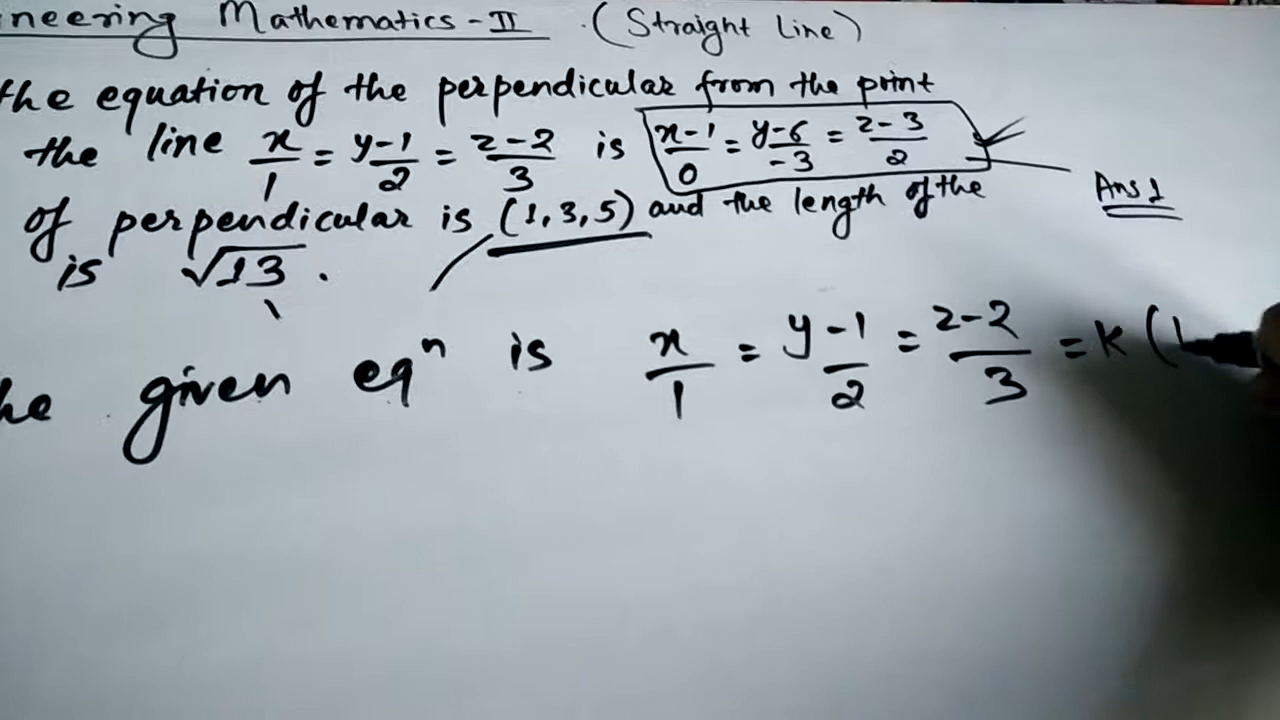 neering Mathematics-II (Straight Line)
the equation of the perpendicular from the point
the line x/1 = y-1/2 = z-2/3 is x-1/0 = y-6/-3 = z-3/2
of perpendicular is (1,3,5) and the length of the
is √13.
Ans 1
he given eqⁿ is x/1 = y-1/2 = z-2/3 = k (